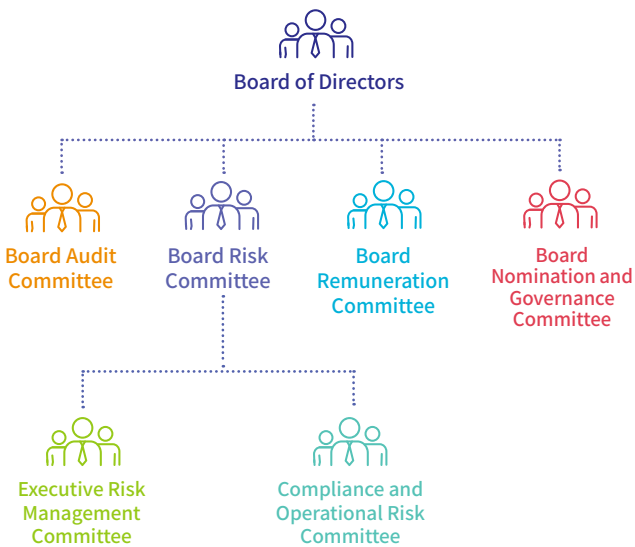 Board of Directors
Board Audit
Committee
Board Risk
Committee
Board
Remuneration
Committee
Board
Nomination and
Governance
Committee
Executive Risk
Management
Committee
Compliance and
Operational Risk
Committee